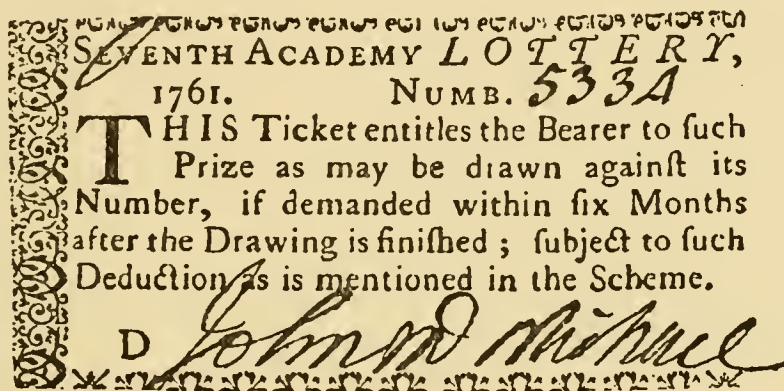 SEVENTH ACADEMY LOTTERY,
1761. NUMB. 5334
THIS Ticket entitles the Bearer to ſuch
Prize as may be drawn againſt its
Number, if demanded within ſix Months
after the Drawing is finiſhed ; ſubject to ſuch
Deduction as is mentioned in the Scheme.
D John